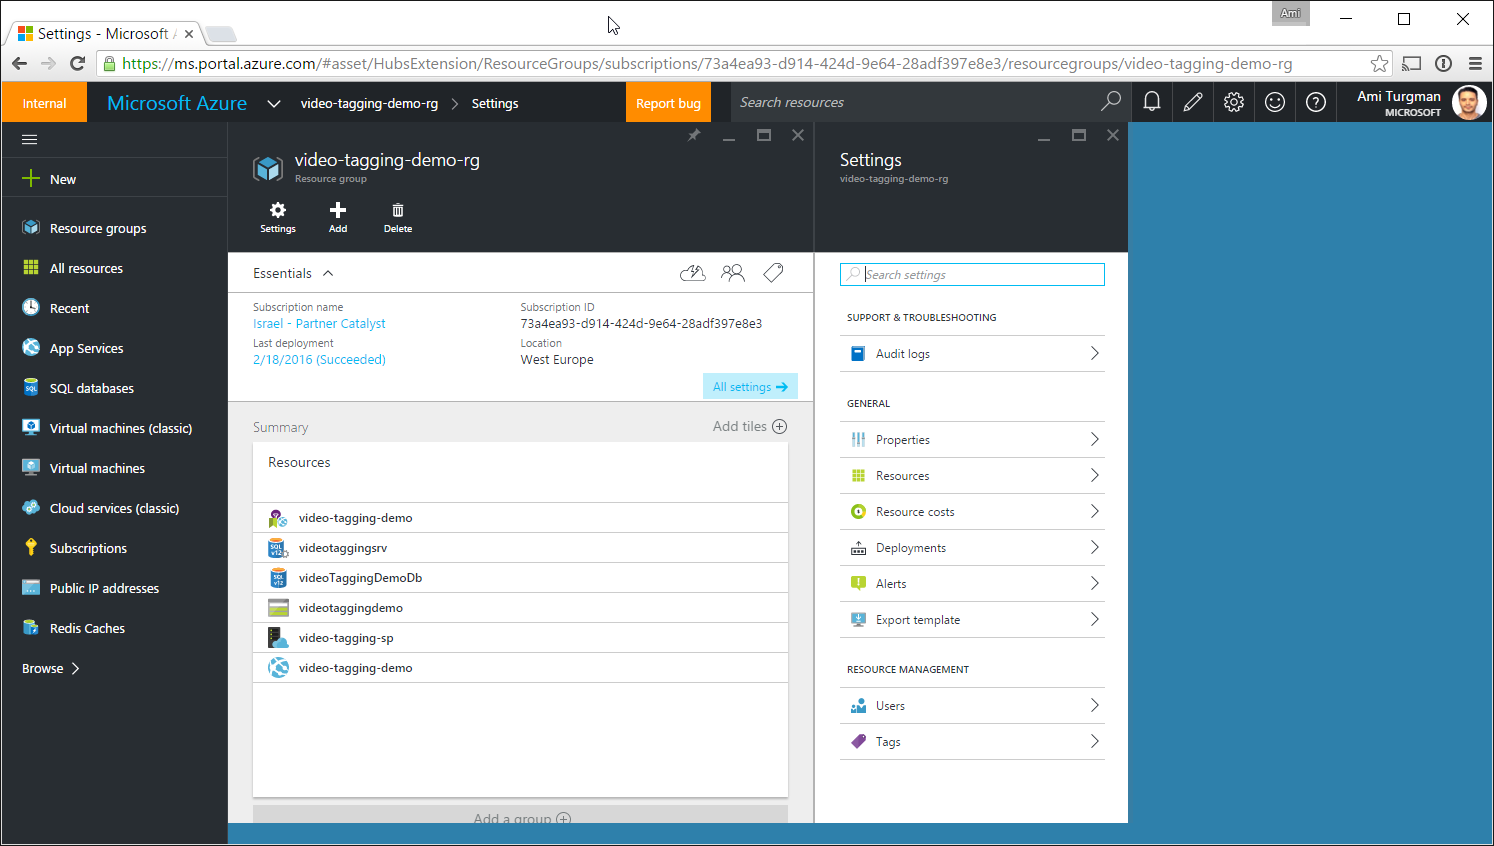 Ami
Settings - Microsoft A
https://ms.portal.azure.com/#asset/HubsExtension/ResourceGroups/subscriptions/73a4ea93-d914-424d-9e64-28adf397e8e3/resourcegroups/video-tagging-demo-rg
Internal
Microsoft Azure
video-tagging-demo-rg > Settings
Report bug
Search resources
Ami Turgman
MICROSOFT
New
Resource groups
All resources
Recent
App Services
SQL databases
Virtual machines (classic)
Virtual machines
Cloud services (classic)
Subscriptions
Public IP addresses
Redis Caches
Browse >
video-tagging-demo-rg
Resource group
Settings
Add
Delete
Essentials
Subscription name
Israel - Partner Catalyst
Last deployment
2/18/2016 (Succeeded)
Subscription ID
73a4ea93-d914-424d-9e64-28adf397e8e3
Location
West Europe
All settings →
Summary
Add tiles
Resources
video-tagging-demo
videotaggingsrv
videoTaggingDemoDb
videotaggingdemo
video-tagging-sp
video-tagging-demo
Add a group
Settings
video-tagging-demo-rg
Search settings
SUPPORT & TROUBLESHOOTING
Audit logs
GENERAL
Properties
Resources
Resource costs
Deployments
Alerts
Export template
RESOURCE MANAGEMENT
Users
Tags